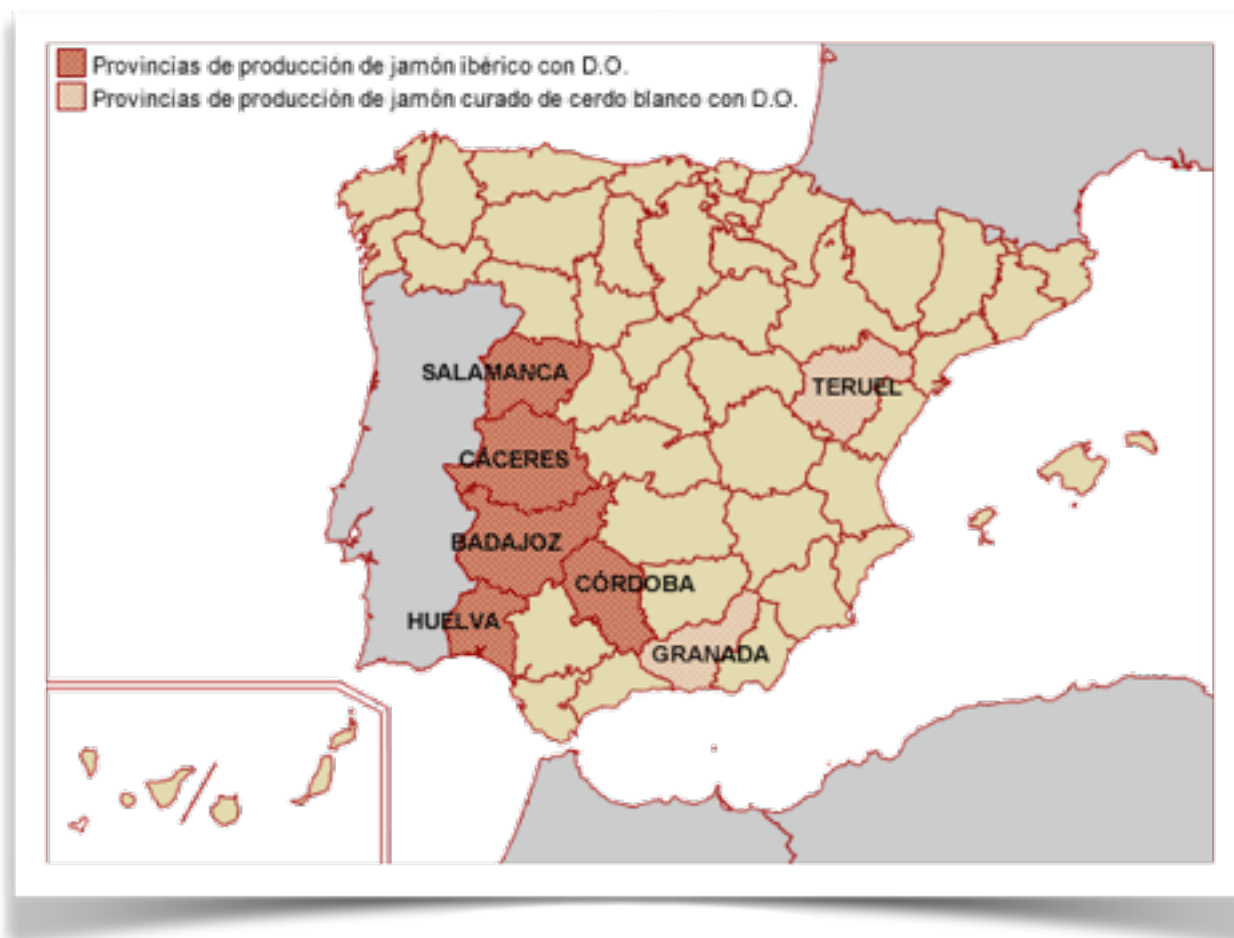 Provincias de producción de jamón ibérico con D.O.
Provincias de producción de jamón curado de cerdo blanco con D.O.
SALAMANCA
TERUEL
CÁCERES
BADAJOZ
CÓRDOBA
HUELVA
GRANADA